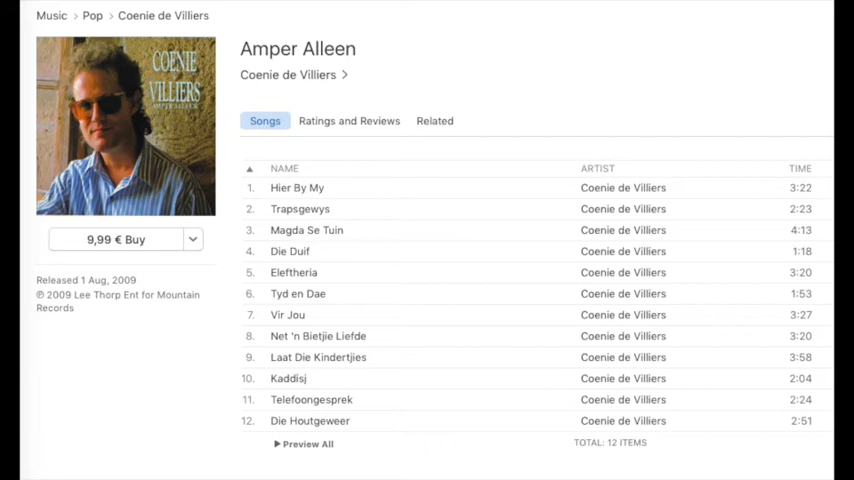 Music > Pop > Coenie de Villiers
COENIE
DE
VILLIERS
AMPER ALLEEN
9,99 € Buy
Released 1 Aug, 2009
℗ 2009 Lee Thorp Ent for Mountain
Records
Amper Alleen
Coenie de Villiers >
Songs Ratings and Reviews Related
▲ NAME ARTIST TIME
1. Hier By My Coenie de Villiers 3:22
2. Trapsgewys Coenie de Villiers 2:23
3. Magda Se Tuin Coenie de Villiers 4:13
4. Die Duif Coenie de Villiers 1:18
5. Eleftheria Coenie de Villiers 3:20
6. Tyd en Dae Coenie de Villiers 1:53
7. Vir Jou Coenie de Villiers 3:27
8. Net 'n Bietjie Liefde Coenie de Villiers 3:20
9. Laat Die Kindertjies Coenie de Villiers 3:58
10. Kaddisj Coenie de Villiers 2:04
11. Telefoongesprek Coenie de Villiers 2:24
12. Die Houtgeweer Coenie de Villiers 2:51
▶ Preview All TOTAL: 12 ITEMS